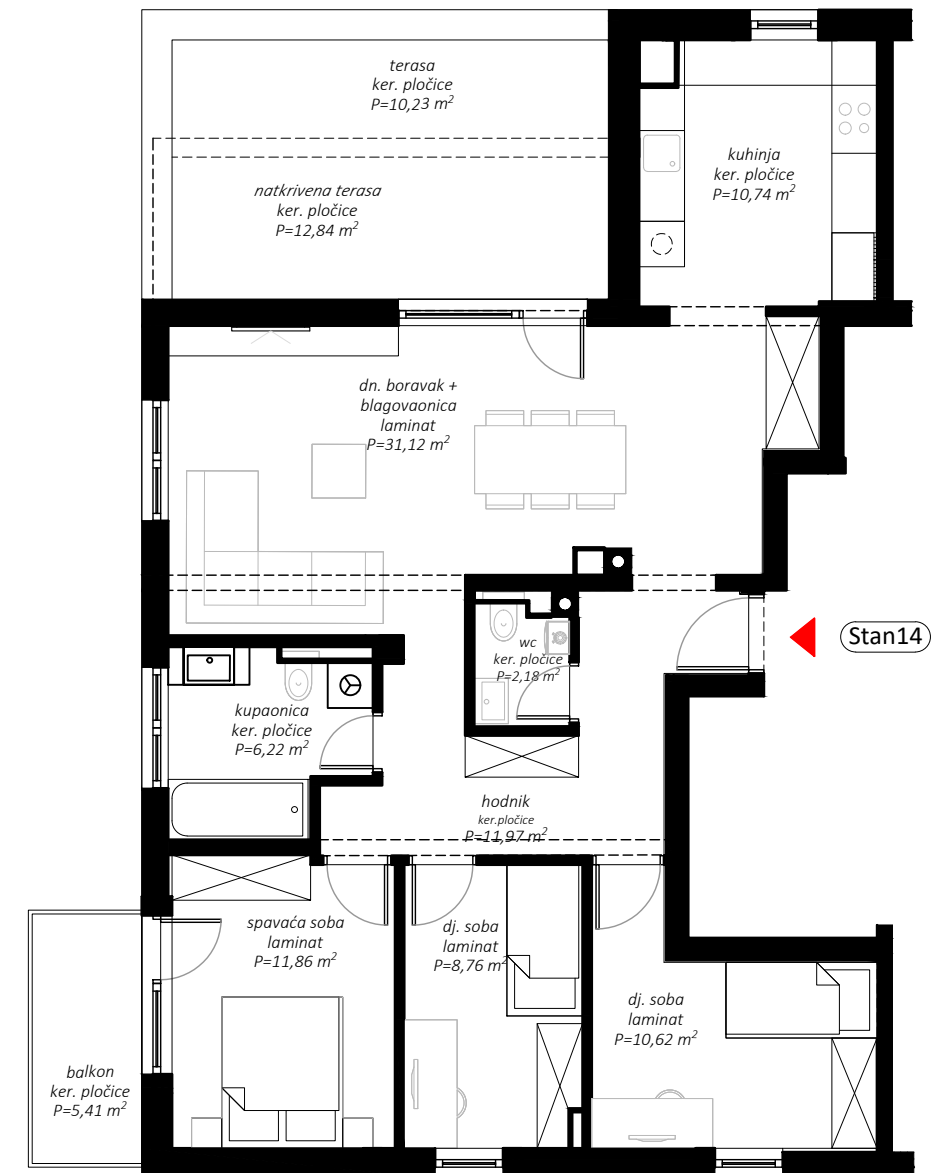 terasa
ker. pločice
P=10,23 m²
natkrivena terasa
ker. pločice
P=12,84 m²
kuhinja
ker. pločice
P=10,74 m²
dn. boravak +
blagovaonica
laminat
P=31,12 m²
wc
ker. pločice
P=2,18 m²
Stan14
kupaonica
ker. pločice
P=6,22 m²
hodnik
ker.pločice
P=11,97 m²
spavaća soba
laminat
P=11,86 m²
dj. soba
laminat
P=8,76 m²
dj. soba
laminat
P=10,62 m²
balkon
ker. pločice
P=5,41 m²